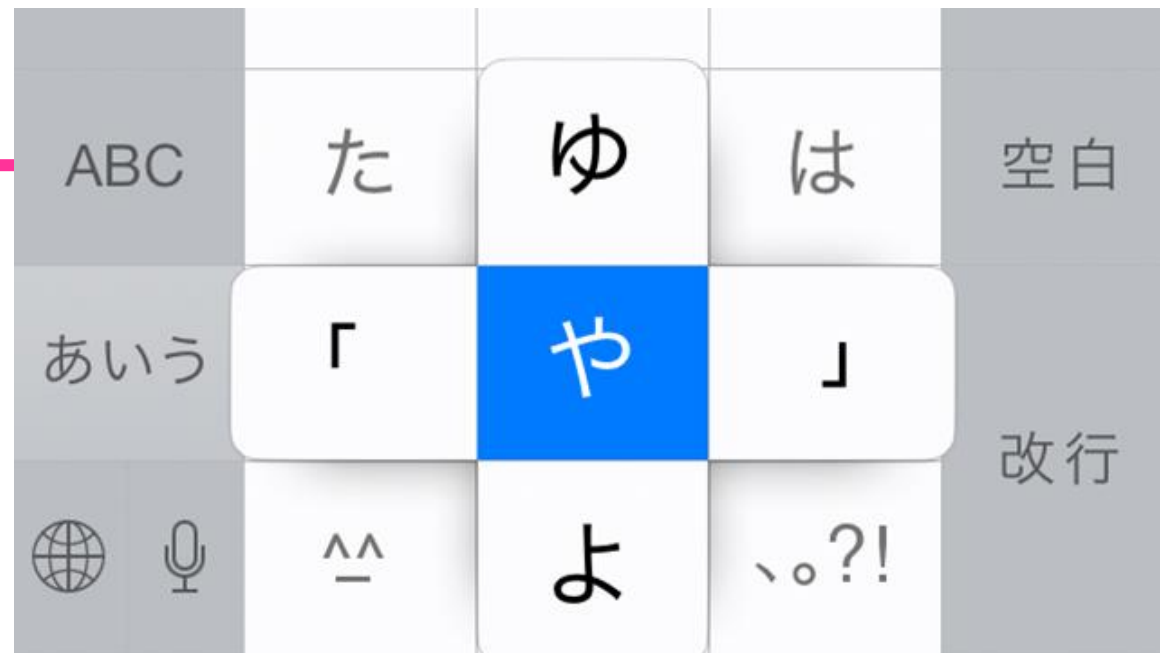 ABC た ゆ は 空白
あいう 「 や 」
改行
^_^ よ 、。?!